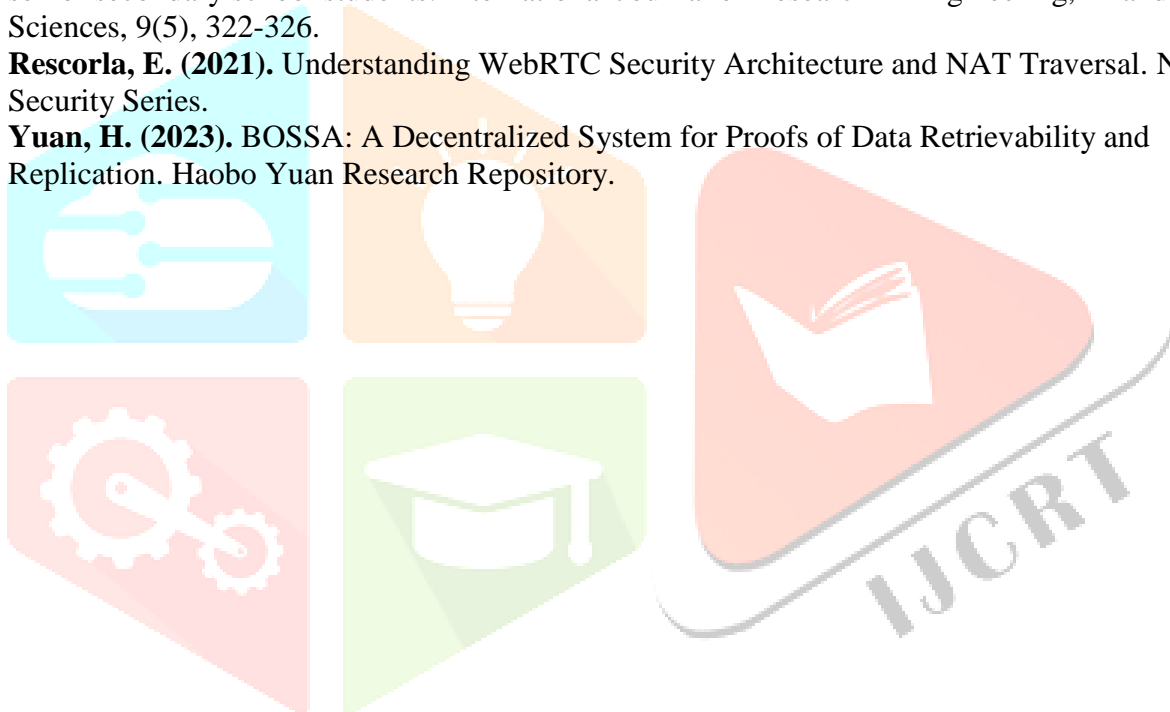 Sciences, 9(5), 322-326.
Rescorla, E. (2021). Understanding WebRTC Security Architecture and NAT Traversal.
Security Series.
Yuan, H. (2023). BOSSA: A Decentralized System for Proofs of Data Retrievability and
Replication. Haobo Yuan Research Repository.
IJCRT